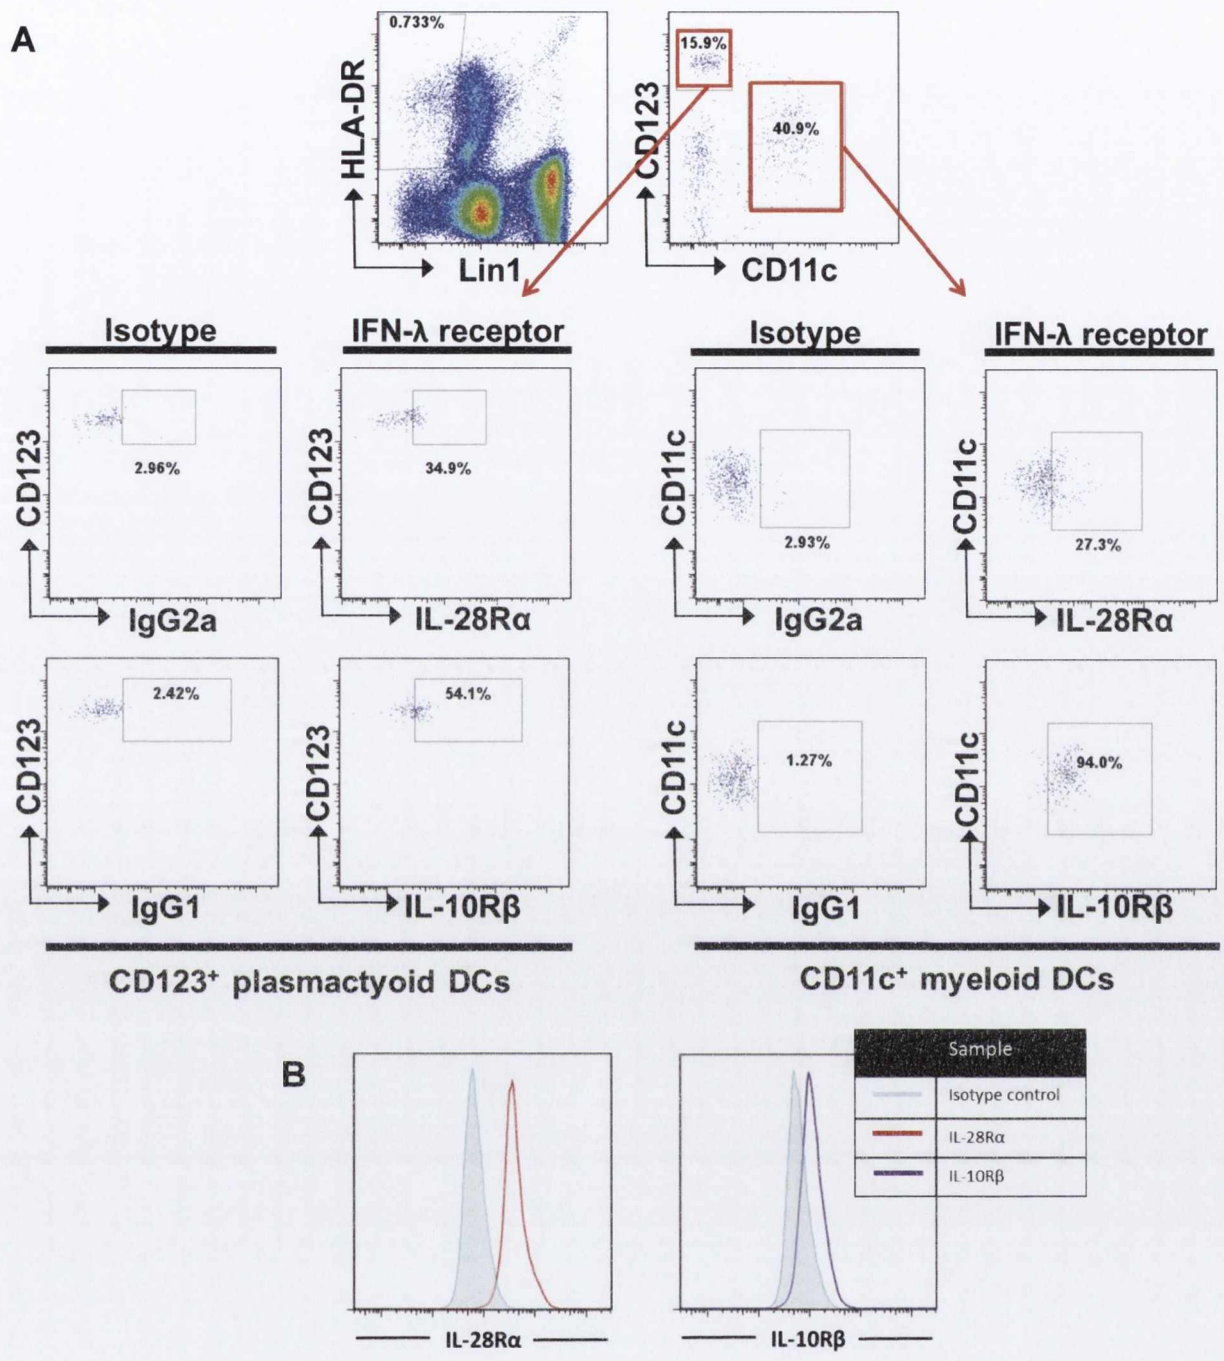 A
0.733%
HLA-DR
Lin1
15.9%
40.9%
CD123
CD11c
Isotype
IFN-λ receptor
Isotype
IFN-λ receptor
CD123
2.96%
IgG2a
CD123
34.9%
IL-28Rα
CD11c
2.93%
IgG2a
CD11c
27.3%
IL-28Rα
CD123
2.42%
IgG1
CD123
54.1%
IL-10Rβ
CD11c
1.27%
IgG1
CD11c
94.0%
IL-10Rβ
CD123⁺ plasmactyoid DCs
CD11c⁺ myeloid DCs
B
IL-28Rα
IL-10Rβ
Sample
Isotype control
IL-28Rα
IL-10Rβ